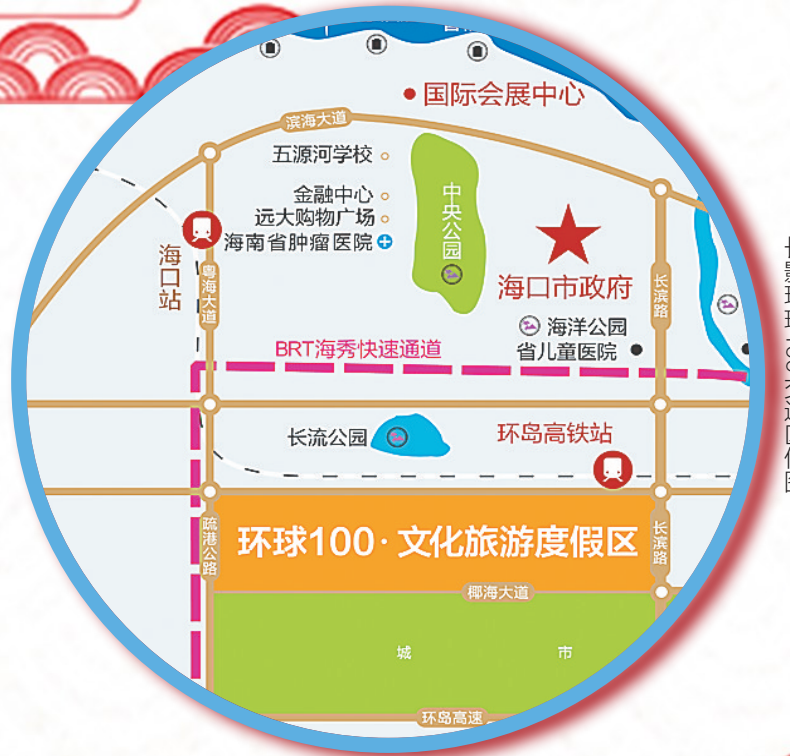 国际会展中心
滨海大道
五源河学校
金融中心
远大购物广场
海南省肿瘤医院
中央公园
海口市政府
海口站
粤海大道
长滨路
海洋公园
省儿童医院
BRT海秀快速通道
长流公园
环岛高铁站
疏港公路
环球100·文化旅游度假区
长滨路
椰海大道
城 市
环岛高速